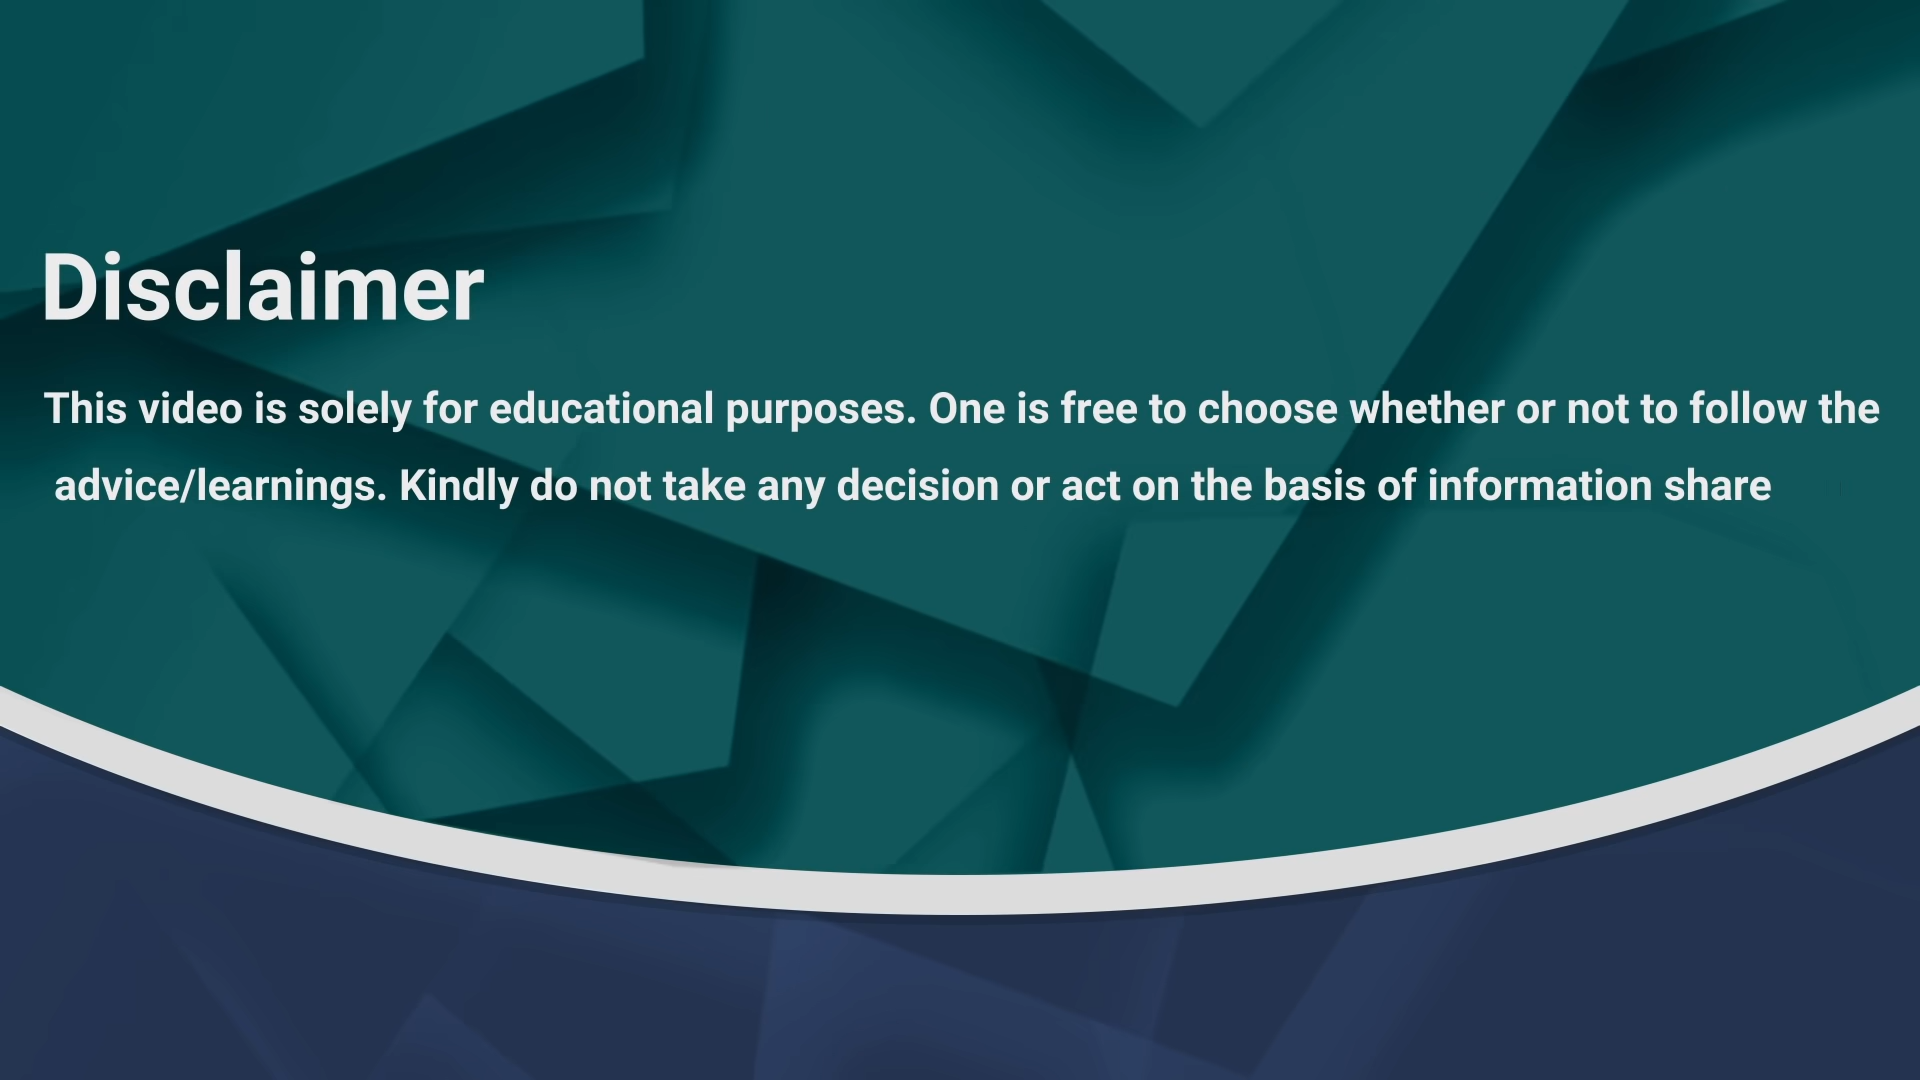 Disclaimer
This video is solely for educational purposes. One is free to choose whether or not to follow the
advice/learnings. Kindly do not take any decision or act on the basis of information share